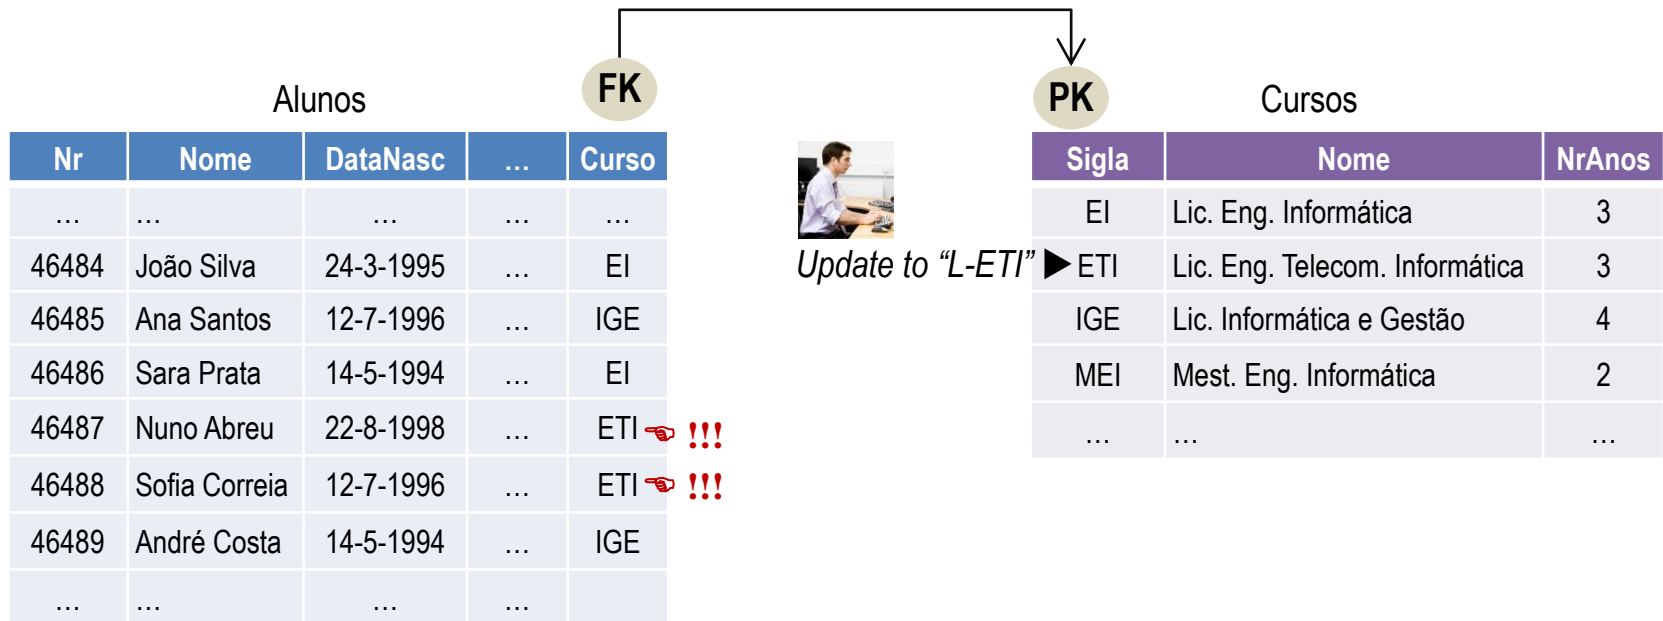 FK
PK
Alunos
Cursos
Nr Nome DataNasc … Curso
… … … … …
46484 João Silva 24-3-1995 … EI
46485 Ana Santos 12-7-1996 … IGE
46486 Sara Prata 14-5-1994 … EI
46487 Nuno Abreu 22-8-1998 … ETI !!!
46488 Sofia Correia 12-7-1996 … ETI !!!
46489 André Costa 14-5-1994 … IGE
… … … …
Update to “L-ETI”
Sigla Nome NrAnos
EI Lic. Eng. Informática 3
ETI Lic. Eng. Telecom. Informática 3
IGE Lic. Informática e Gestão 4
MEI Mest. Eng. Informática 2
… … …